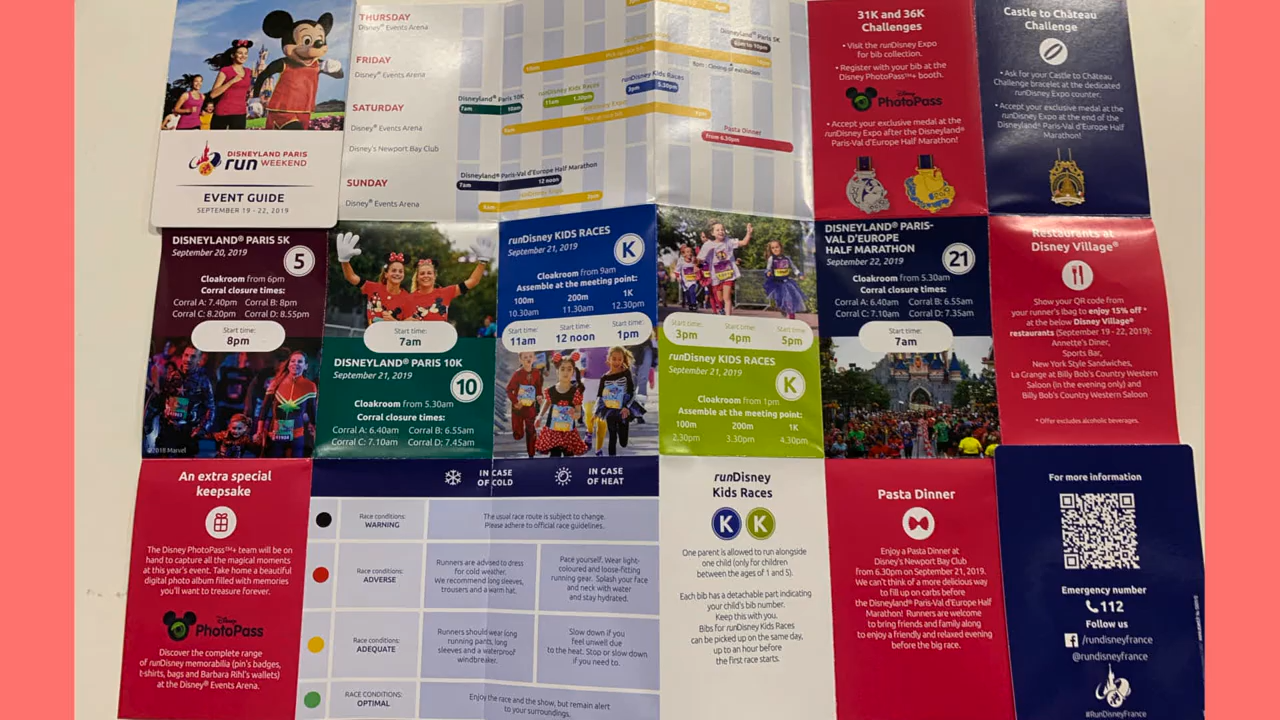 DISNEYLAND PARIS
run WEEKEND
EVENT GUIDE
SEPTEMBER 19 - 22, 2019
THURSDAY
Disney® Events Arena
FRIDAY
Disney® Events Arena
SATURDAY
Disney® Events Arena
Disney's Newport Bay Club
SUNDAY
Disney® Events Arena
Disneyland® Paris 5K
8pm to 10pm
8pm : Closing of exhibition
runDisney Kids Races
3pm 5.30pm
runDisney Kids Races
11am 1.30pm
Disneyland® Paris 10K
7am 10am
Pasta Dinner
From 6.30pm
Disneyland® Paris-Val d'Europe Half Marathon
7am 12 noon
31K and 36K
Challenges
• Visit the runDisney Expo
for bib collection.
• Register with your bib at the
Disney PhotoPass™+ booth.
Disney
PhotoPass
• Accept your exclusive medal at the
runDisney Expo after the Disneyland®
Paris-Val d'Europe Half Marathon!
Castle to Château
Challenge
• Ask for your Castle to Château
Challenge bracelet at the dedicated
runDisney Expo counter.
• Accept your exclusive medal at the
runDisney Expo at the end of the
Disneyland® Paris-Val d'Europe Half
Marathon!
DISNEYLAND® PARIS 5K
September 20, 2019
5
Cloakroom from 6pm
Corral closure times:
Corral A: 7.40pm Corral B: 8pm
Corral C: 8.20pm Corral D: 8.55pm
Start time:
8pm
©2018 Marvel
Start time:
7am
DISNEYLAND® PARIS 10K
September 21, 2019
10
Cloakroom from 5.30am
Corral closure times:
Corral A: 6.40am Corral B: 6.55am
Corral C: 7.10am Corral D: 7.45am
runDisney KIDS RACES
September 21, 2019
K
Cloakroom from 9am
Assemble at the meeting point:
100m 200m 1K
10.30am 11.30am 12.30pm
Start time: Start time: Start time:
11am 12 noon 1pm
Start time: Start time: Start time:
3pm 4pm 5pm
runDisney KIDS RACES
September 21, 2019
K
Cloakroom from 1pm
Assemble at the meeting point:
100m 200m 1K
2.30pm 3.30pm 4.30pm
DISNEYLAND® PARIS-
VAL D'EUROPE
HALF MARATHON
September 22, 2019
21
Cloakroom from 5.30am
Corral closure times:
Corral A: 6.40am Corral B: 6.55am
Corral C: 7.10am Corral D: 7.35am
Start time:
7am
Restaurants at
Disney Village®
Show your QR code from
your runner's Ibag to enjoy 15% off *
at the below Disney Village®
restaurants (September 19 - 22, 2019):
Annette's Diner,
Sports Bar,
New York Style Sandwiches,
La Grange at Billy Bob's Country Western
Saloon (in the evening only) and
Billy Bob's Country Western Saloon
* Offer excludes alcoholic beverages.
An extra special
keepsake
The Disney PhotoPass™+ team will be on
hand to capture all the magical moments
at this year's event. Take home a beautiful
digital photo album filled with memories
you'll want to treasure forever.
Disney
PhotoPass
Discover the complete range
of runDisney memorabilia (pin's badges,
t-shirts, bags and Barbara Rihl's wallets)
at the Disney® Events Arena.
IN CASE
OF COLD
IN CASE
OF HEAT
Race conditions:
WARNING
The usual race route is subject to change.
Please adhere to official race guidelines.
Race conditions:
ADVERSE
Runners are advised to dress
for cold weather.
We recommend long sleeves,
trousers and a warm hat.
Pace yourself. Wear light-
coloured and loose-fitting
running gear. Splash your face
and neck with water
and stay hydrated.
Race conditions:
ADEQUATE
Runners should wear long
running pants, long
sleeves and a waterproof
windbreaker.
Slow down if you
feel unwell due
to the heat. Stop or slow down
if you need to.
RACE CONDITIONS:
OPTIMAL
Enjoy the race and the show, but remain alert
to your surroundings.
runDisney
Kids Races
K K
One parent is allowed to run alongside
one child (only for children
between the ages of 1 and 5).
Each bib has a detachable part indicating
your child's bib number.
Keep this with you.
Bibs for runDisney Kids Races
can be picked up on the same day,
up to an hour before
the first race starts.
Pasta Dinner
Enjoy a Pasta Dinner at
Disney's Newport Bay Club
from 6.30pm on September 21, 2019.
We can't think of a more delicious way
to fill up on carbs before
the Disneyland® Paris-Val d'Europe Half
Marathon! Runners are welcome
to bring friends and family along
to enjoy a friendly and relaxed evening
before the big race.
For more information
Emergency number
112
Follow us
/rundisneyfrance
@rundisneyfrance
#RunDisneyFrance